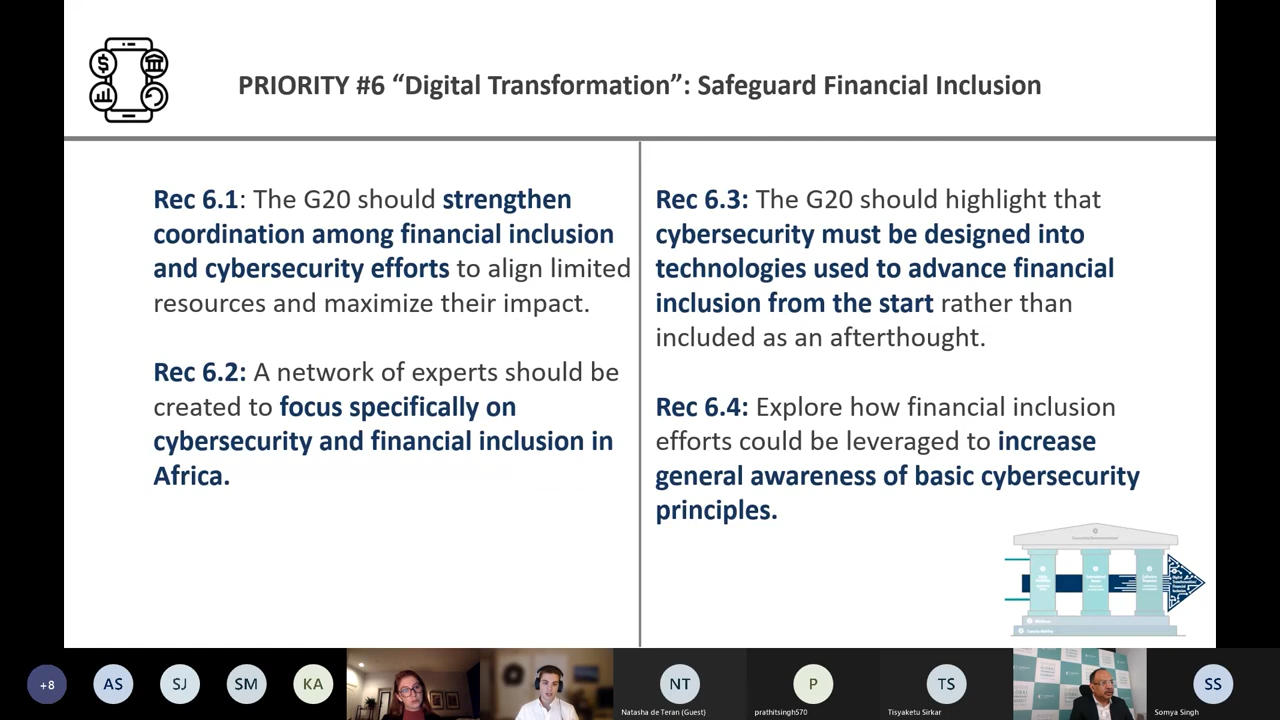 PRIORITY #6 “Digital Transformation”: Safeguard Financial Inclusion
Rec 6.1: The G20 should strengthen
coordination among financial inclusion
and cybersecurity efforts to align limited
resources and maximize their impact.
Rec 6.2: A network of experts should be
created to focus specifically on
cybersecurity and financial inclusion in
Africa.
Rec 6.3: The G20 should highlight that
cybersecurity must be designed into
technologies used to advance financial
inclusion from the start rather than
included as an afterthought.
Rec 6.4: Explore how financial inclusion
efforts could be leveraged to increase
general awareness of basic cybersecurity
principles.
+8
AS
SJ
SM
KA
NT
Natasha de Teran (Guest)
P
prathitsingh570
TS
Tisyaketu Sirkar
SS
Somya Singh